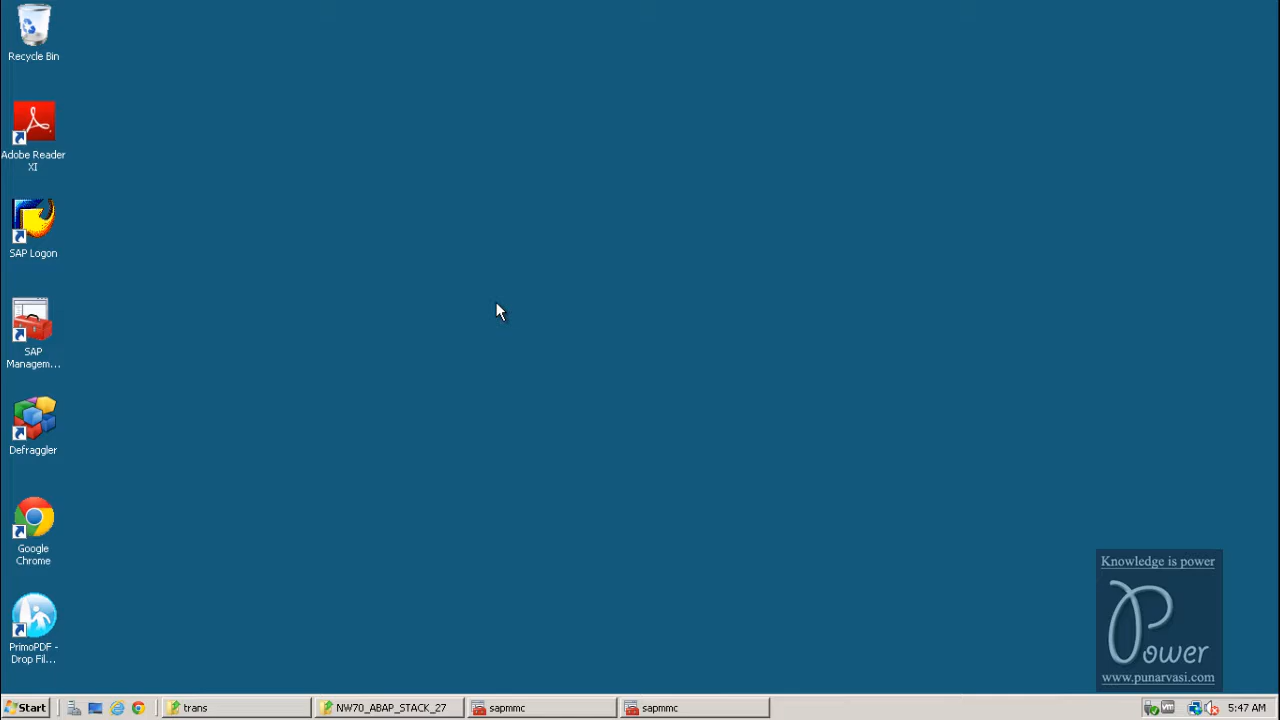 Recycle Bin
Adobe Reader
XI
SAP Logon
SAP
Managem...
Defraggler
Google
Chrome
PrimoPDF -
Drop Fil...
Knowledge is power
Power
www.punarvasi.com
Start
trans
NW70_ABAP_STACK_27
sapmmc
sapmmc
5:47 AM